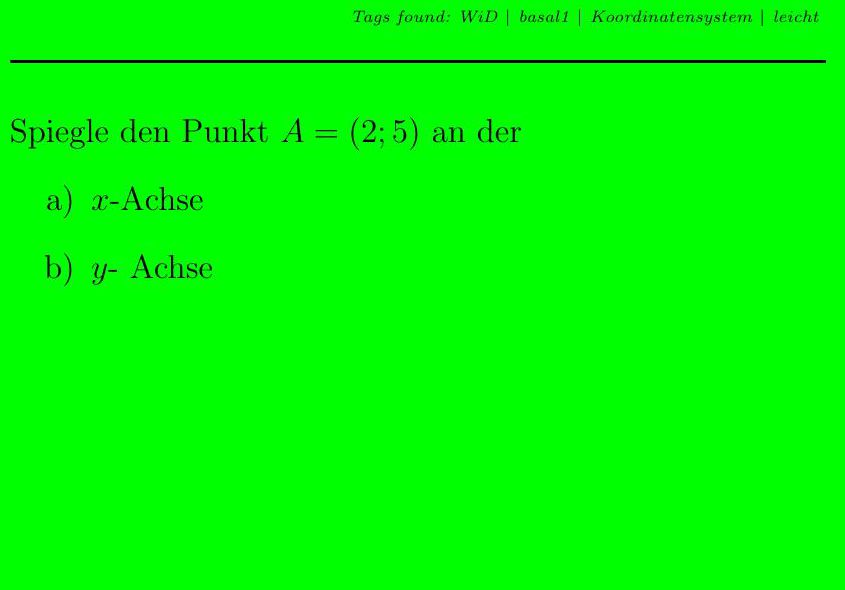 Tags found: WiD | basal1 | Koordinatensystem | leicht
Spiegle den Punkt A = (2; 5) an der
a) x-Achse
b) y- Achse